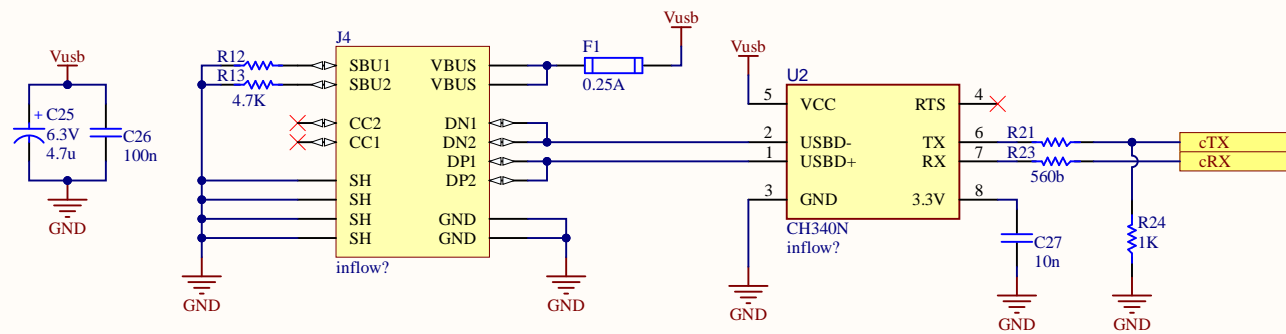 Vusb
+ C25
6.3V
4.7u
C26
100n
GND
R12
R13
4.7K
GND
J4
SBU1
SBU2
CC2
CC1
SH
SH
SH
SH
VBUS
VBUS
DN1
DN2
DP1
DP2
GND
GND
inflow?
F1
0.25A
Vusb
GND
Vusb
U2
5 VCC
2 USBD-
1 USBD+
3 GND
RTS 4
TX 6
RX 7
3.3V 8
CH340N
inflow?
GND
R21
R23
560b
C27
10n
GND
R24
1K
GND
cTX
cRX